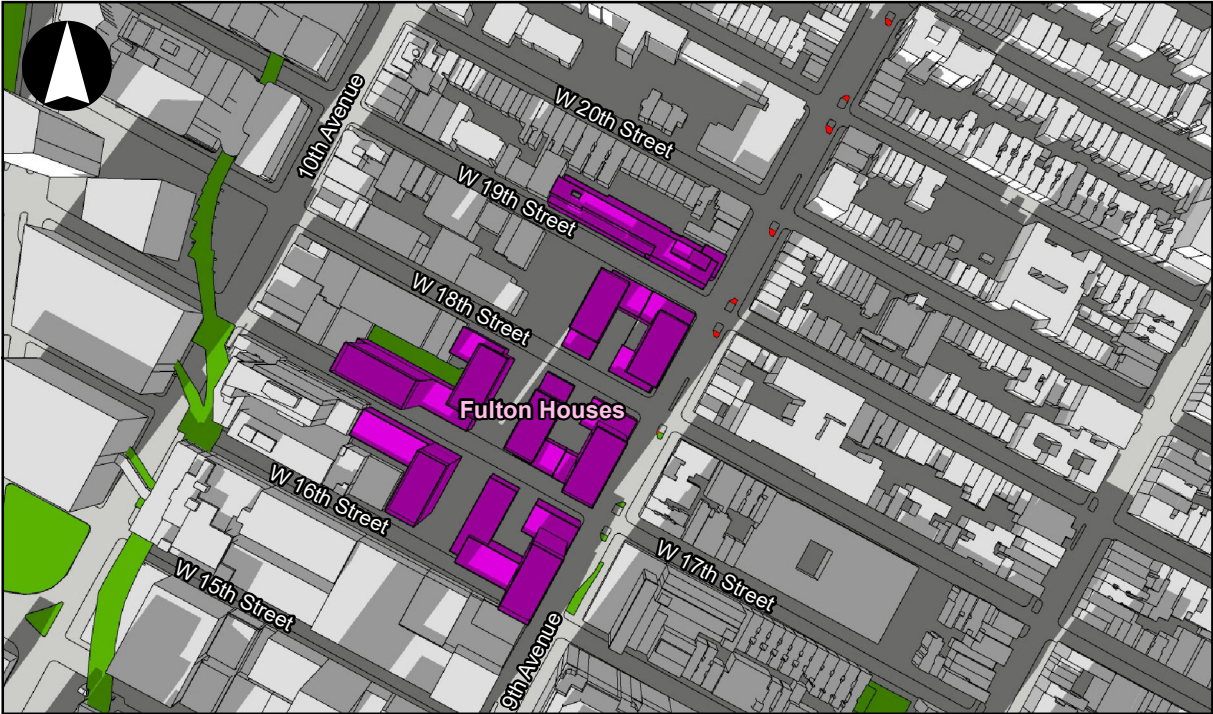 10th Avenue
W 20th Street
W 19th Street
W 18th Street
Fulton Houses
W 16th Street
W 17th Street
W 15th Street
9th Avenue